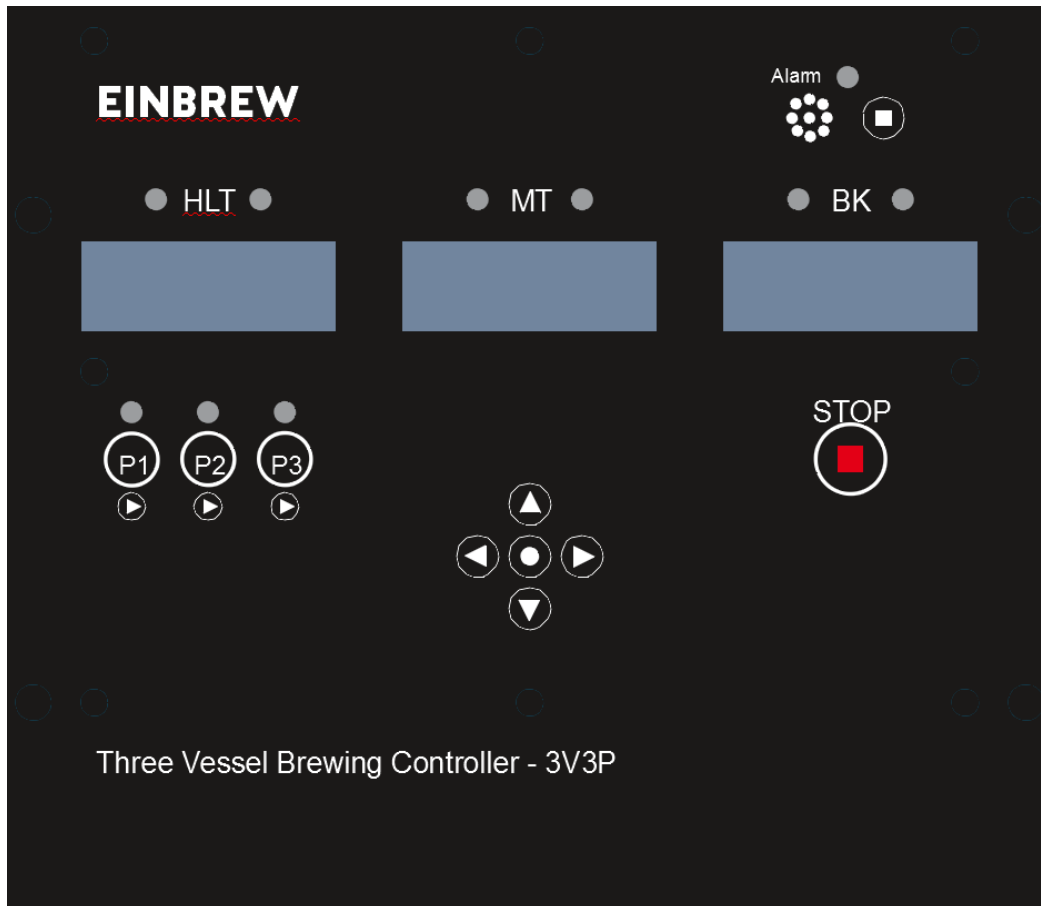 Alarm
EINBREW
HLT
MT
BK
STOP
P1
P2
P3
Three Vessel Brewing Controller - 3V3P